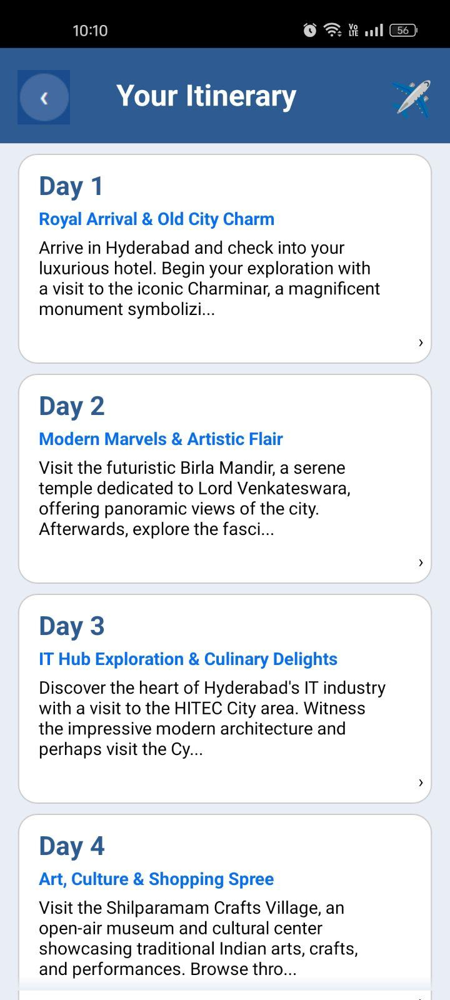 10:10
Vo
LTE
56
‹
Your Itinerary
Day 1
Royal Arrival & Old City Charm
Arrive in Hyderabad and check into your
luxurious hotel. Begin your exploration with
a visit to the iconic Charminar, a magnificent
monument symbolizi...
›
Day 2
Modern Marvels & Artistic Flair
Visit the futuristic Birla Mandir, a serene
temple dedicated to Lord Venkateswara,
offering panoramic views of the city.
Afterwards, explore the fasci...
›
Day 3
IT Hub Exploration & Culinary Delights
Discover the heart of Hyderabad's IT industry
with a visit to the HITEC City area. Witness
the impressive modern architecture and
perhaps visit the Cy...
›
Day 4
Art, Culture & Shopping Spree
Visit the Shilparamam Crafts Village, an
open-air museum and cultural center
showcasing traditional Indian arts, crafts,
and performances. Browse thro...